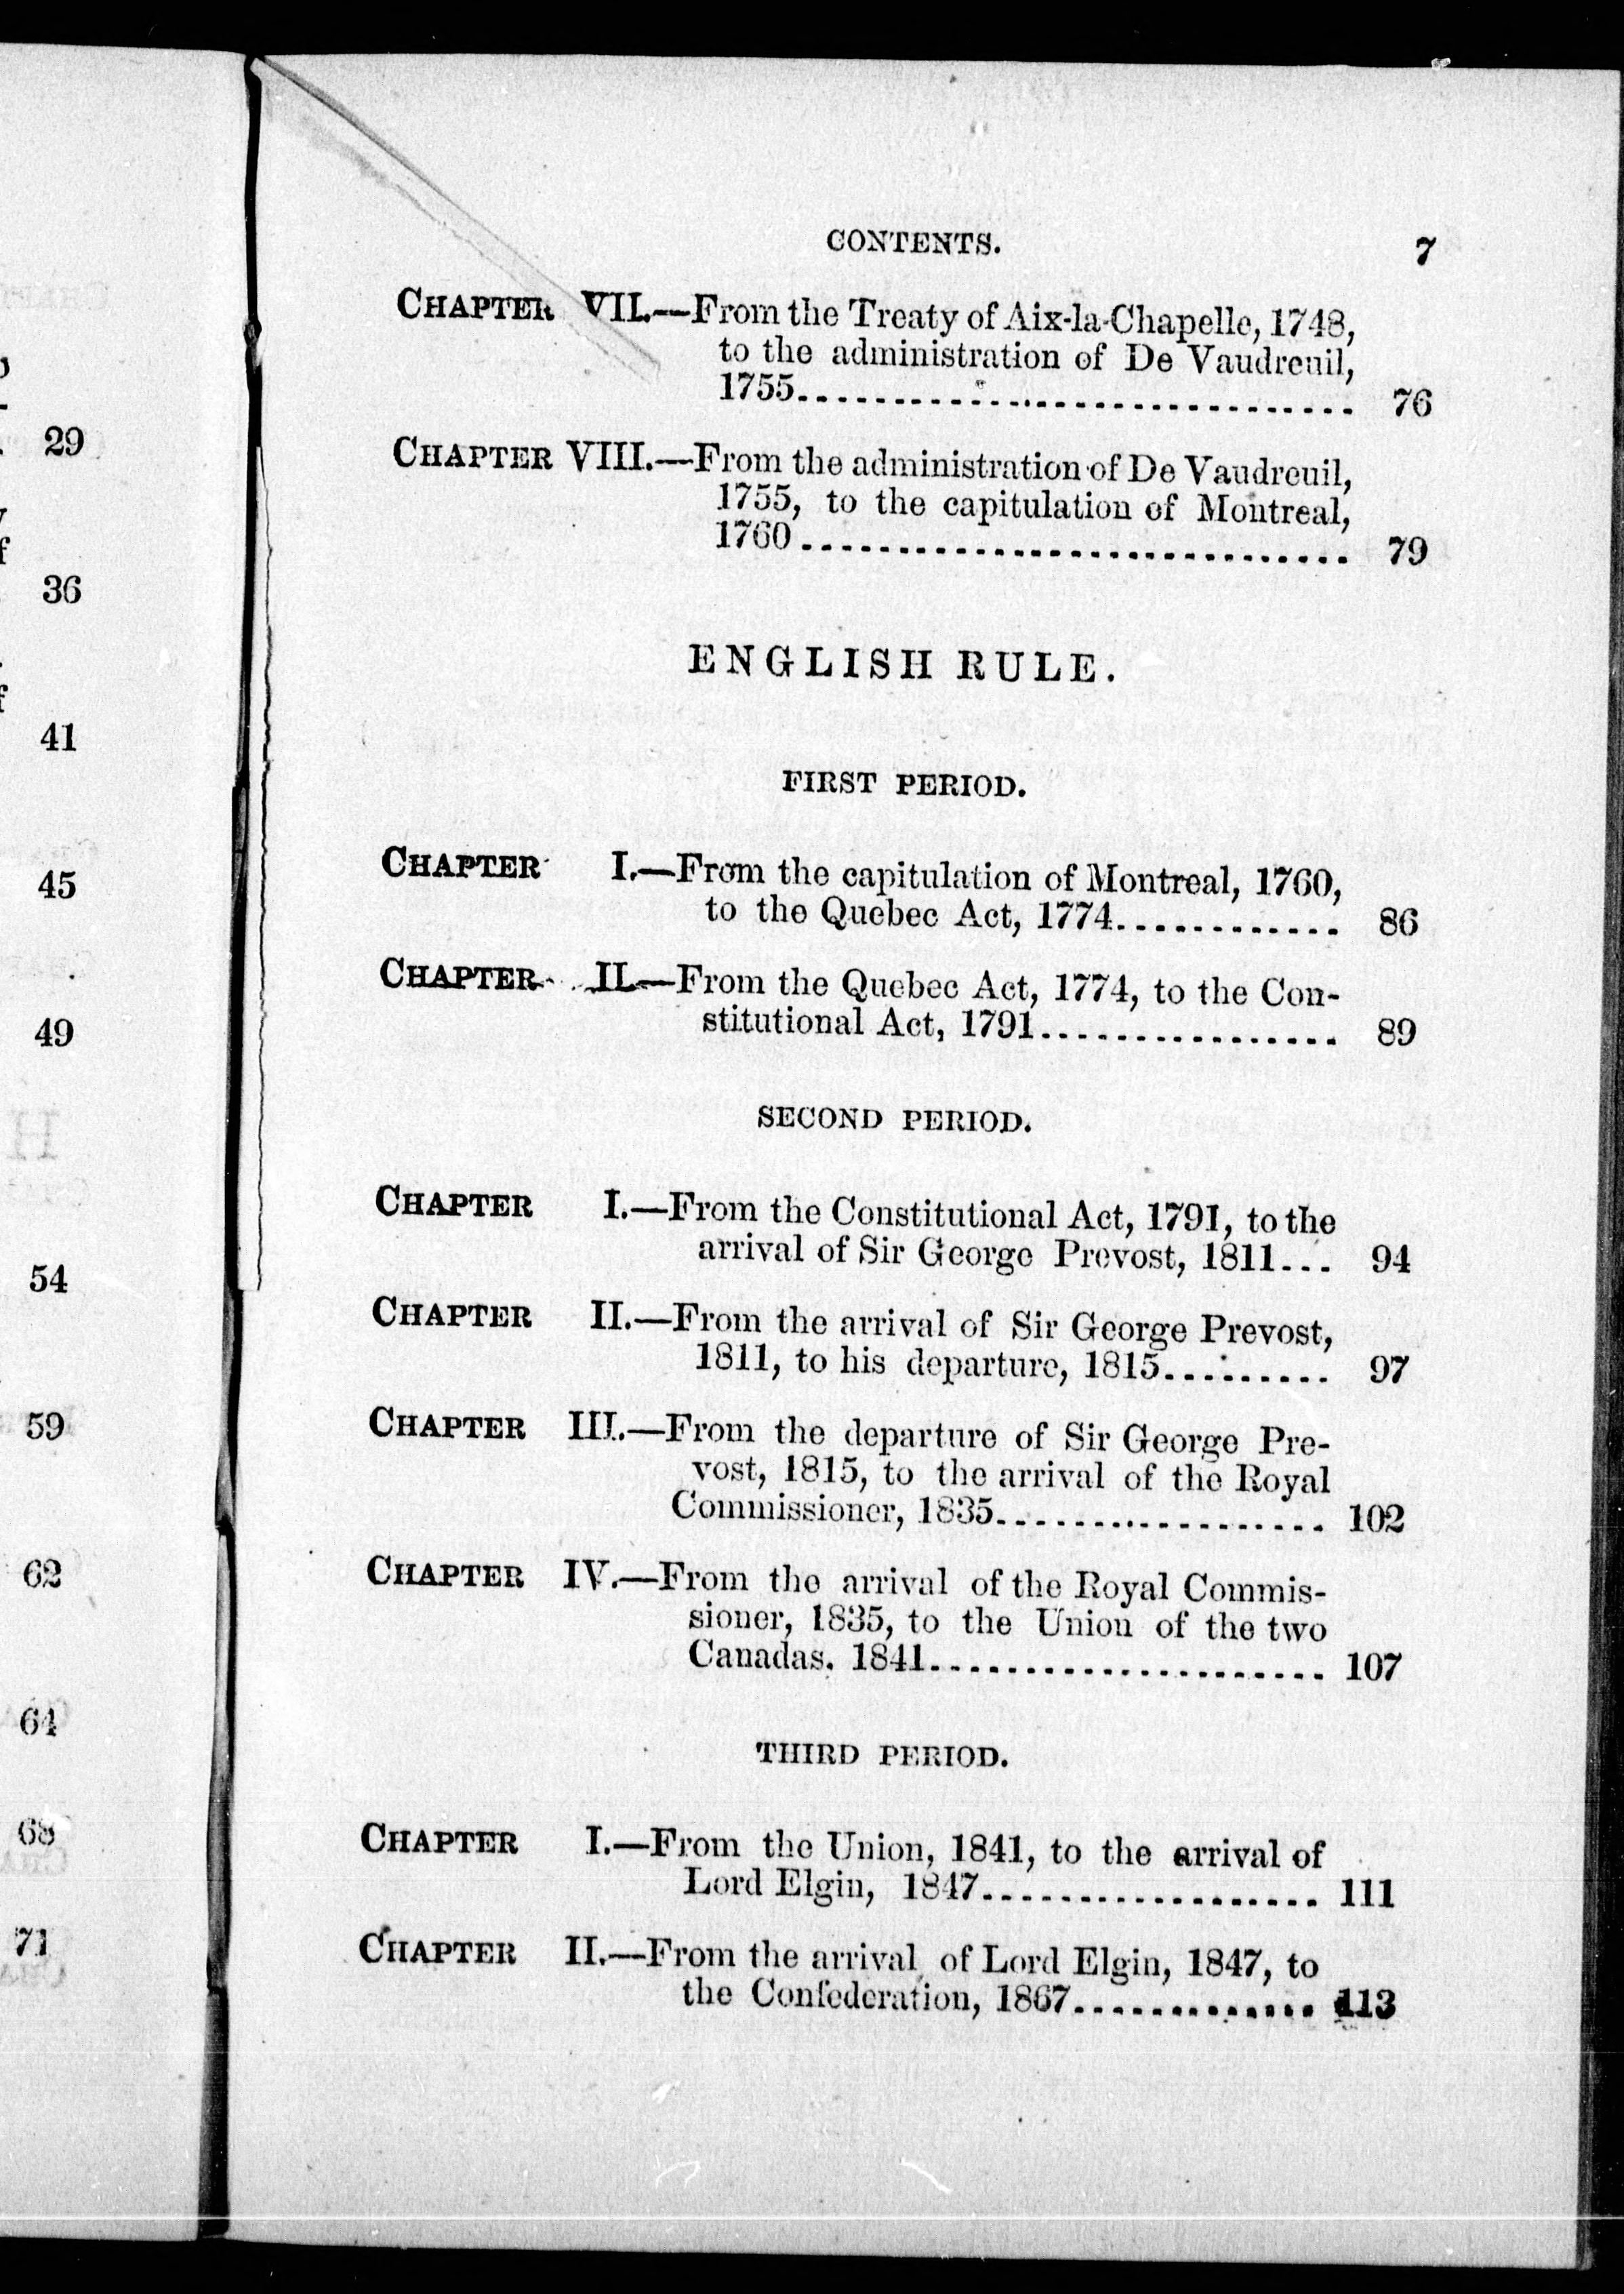 29
36
41
45
49
54
59
62
64
68
71
CONTENTS. 7
CHAPTER VII.—From the Treaty of Aix-la-Chapelle, 1748,
to the administration of De Vaudreuil,
1755................................ 76
CHAPTER VIII.—From the administration of De Vaudreuil,
1755, to the capitulation of Montreal,
1760................................ 79
ENGLISH RULE.
FIRST PERIOD.
CHAPTER I.—From the capitulation of Montreal, 1760,
to the Quebec Act, 1774............ 86
CHAPTER II.—From the Quebec Act, 1774, to the Con-
stitutional Act, 1791................ 89
SECOND PERIOD.
CHAPTER I.—From the Constitutional Act, 1791, to the
arrival of Sir George Prevost, 1811... 94
CHAPTER II.—From the arrival of Sir George Prevost,
1811, to his departure, 1815......... 97
CHAPTER III.—From the departure of Sir George Pre-
vost, 1815, to the arrival of the Royal
Commissioner, 1835.................. 102
CHAPTER IV.—From the arrival of the Royal Commis-
sioner, 1835, to the Union of the two
Canadas. 1841..................... 107
THIRD PERIOD.
CHAPTER I.—From the Union, 1841, to the arrival of
Lord Elgin, 1847.................. 111
CHAPTER II.—From the arrival of Lord Elgin, 1847, to
the Confederation, 1867............. 113